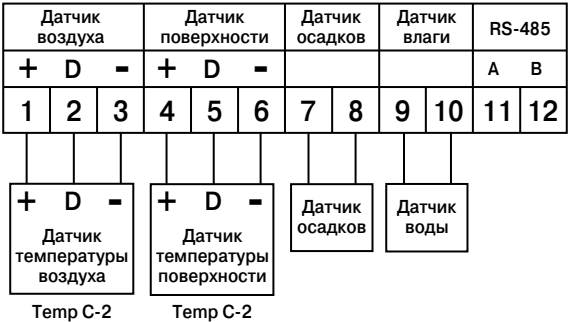 Датчик воздуха Датчик поверхности Датчик осадков Датчик влаги RS-485
+ D - + D - A B
1 2 3 4 5 6 7 8 9 10 11 12
+ D - + D -
Датчик температуры воздуха
Датчик температуры поверхности
Датчик осадков
Датчик воды
Temp C-2 Temp C-2